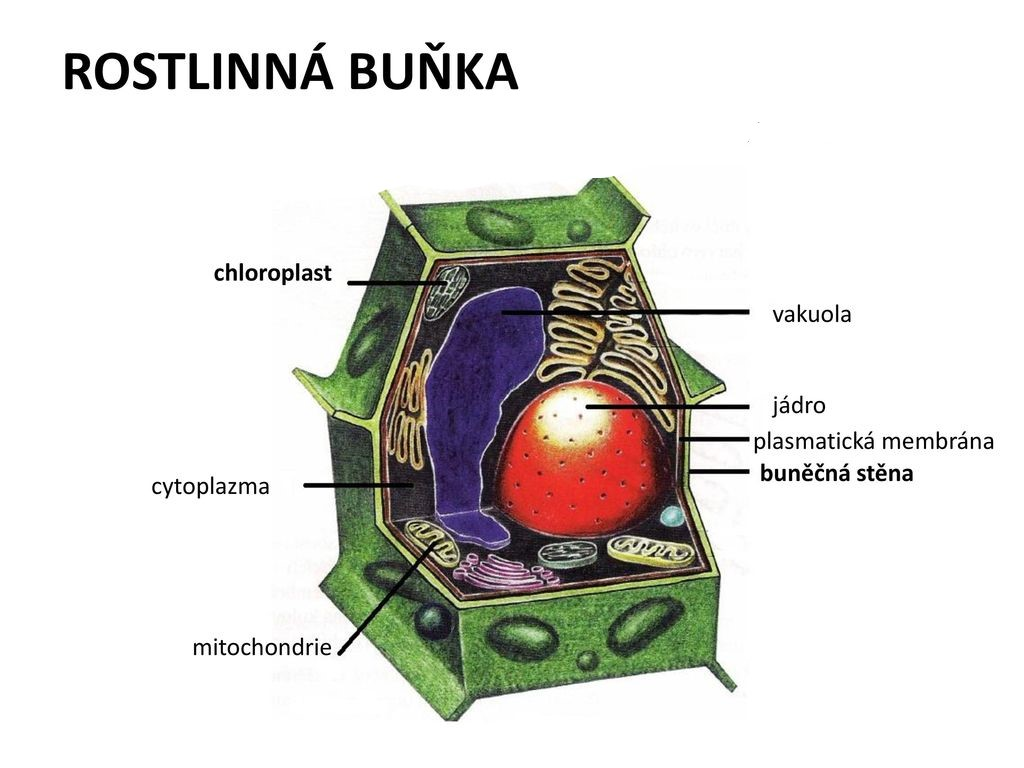 ROSTLINNÁ BUŇKA
chloroplast
vakuola
jádro
plasmatická membrána
buněčná stěna
cytoplazma
mitochondrie